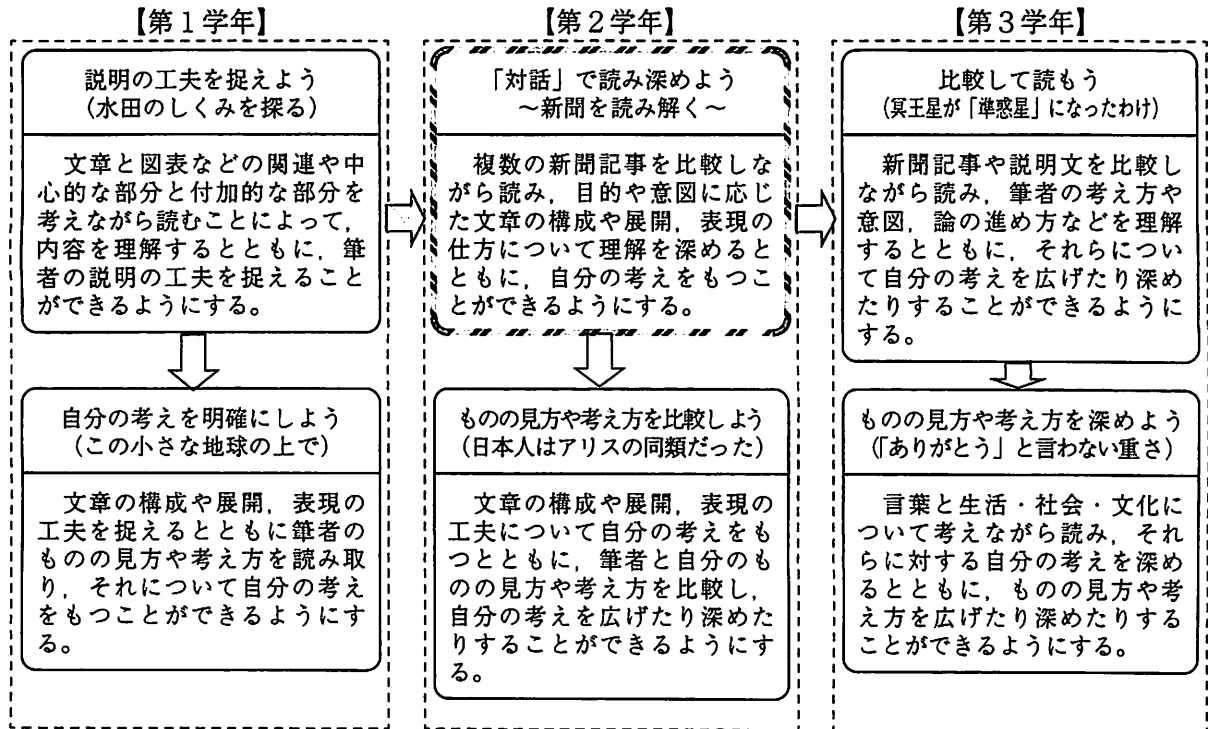 【第1学年】
説明の工夫を捉えよう
(水田のしくみを探る)
文章と図表などの関連や中
心的な部分と付加的な部分を
考えながら読むことによって，
内容を理解するとともに，筆
者の説明の工夫を捉えること
ができるようにする。
自分の考えを明確にしよう
(この小さな地球の上で)
文章の構成や展開，表現の
工夫を捉えるとともに筆者の
ものの見方や考え方を読み取
り，それについて自分の考え
をもつことができるようにす
る。
【第2学年】
「対話」で読み深めよう
～新聞を読み解く～
複数の新聞記事を比較しな
がら読み，目的や意図に応じ
た文章の構成や展開，表現の
仕方について理解を深めると
ともに，自分の考えをもつこ
とができるようにする。
ものの見方や考え方を比較しよう
(日本人はアリスの同類だった)
文章の構成や展開，表現の
工夫について自分の考えをも
つとともに，筆者と自分のも
のの見方や考え方を比較し，
自分の考えを広げたり深めた
りすることができるようにす
る。
【第3学年】
比較して読もう
(冥王星が「準惑星」になったわけ)
新聞記事や説明文を比較し
ながら読み，筆者の考え方や
意図，論の進め方などを理解
するとともに，それらについ
て自分の考えを広げたり深め
たりすることができるように
する。
ものの見方や考え方を深めよう
(「ありがとう」と言わない重さ)
言葉と生活・社会・文化に
ついて考えながら読み，それ
らに対する自分の考えを深め
るとともに，ものの見方や考
え方を広げたり深めたりする
ことができるようにする。